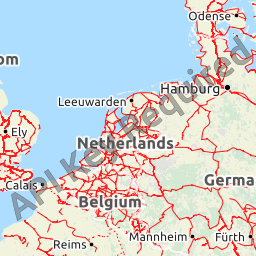 Odense
om
Hamburg
Leeuwarden
API Key Required
Ely
Netherlands
Calais
Germa
Belgium
Reims
Mannheim
Fürth